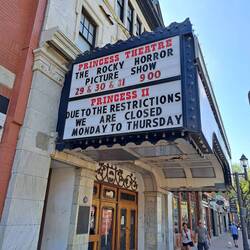 PRINCESS THEATRE
THE ROCKY HORROR
PICTURE SHOW
29 & 30 & 31 9:00
PRINCESS II
DUE TO THE RESTRICTIONS
WE ARE CLOSED
MONDAY TO THURSDAY